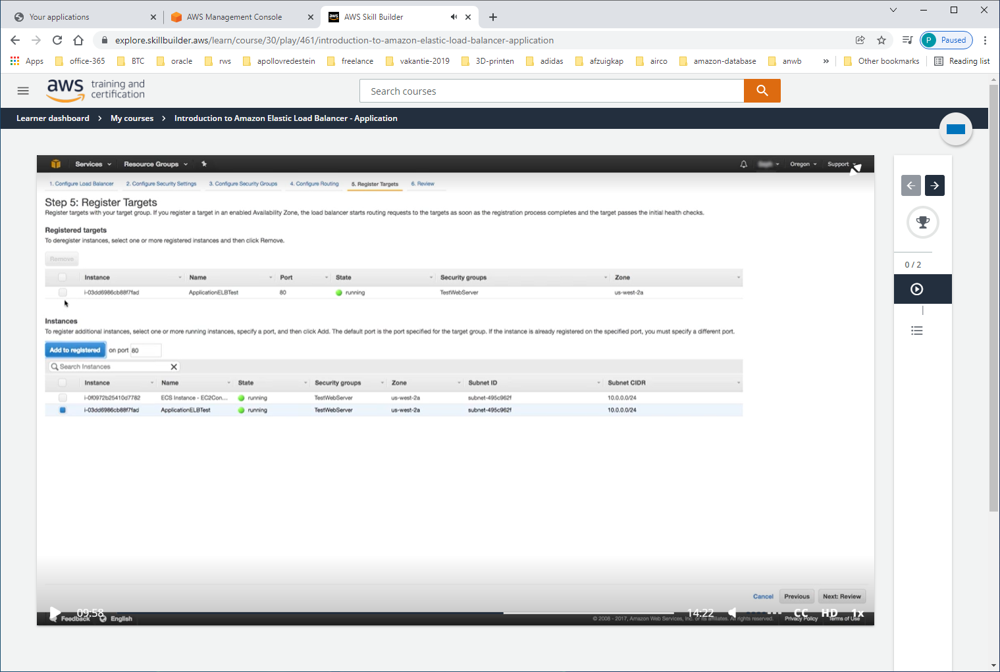 Your applications
AWS Management Console
AWS Skill Builder
explore.skillbuilder.aws/learn/course/30/play/461/introduction-to-amazon-elastic-load-balancer-application
P Paused
Apps office-365 BTC oracle rws apollovredestein freelance vakantie-2019 3D-printen adidas afzuigkap airco amazon-database anwb » Other bookmarks Reading list
aws training and certification
Search courses
Learner dashboard > My courses > Introduction to Amazon Elastic Load Balancer - Application
Services Resource Groups Oregon Support
1. Configure Load Balancer 2. Configure Security Settings 3. Configure Security Groups 4. Configure Routing 5. Register Targets 6. Review
Step 5: Register Targets
Register targets with your target group. If you register a target in an enabled Availability Zone, the load balancer starts routing requests to the targets as soon as the registration process completes and the target passes the initial health checks.
Registered targets
To deregister instances, select one or more registered instances and then click Remove.
Remove
Instance Name Port State Security groups Zone
i-03dd6986cb88f7fad ApplicationELBTest 80 running TestWebServer us-west-2a
0 / 2
Instances
To register additional instances, select one or more running instances, specify a port, and then click Add. The default port is the port specified for the target group. If the instance is already registered on the specified port, you must specify a different port.
Add to registered on port 80
Search Instances
Instance Name State Security groups Zone Subnet ID Subnet CIDR
i-0f0972b25410d7782 ECS Instance - EC2Con... running TestWebServer us-west-2a subnet-495c962f 10.0.0.0/24
i-03dd6986cb88f7fad ApplicationELBTest running TestWebServer us-west-2a subnet-495c962f 10.0.0.0/24
Cancel Previous Next: Review
09:58 14:22 CC HD 1x
Feedback English © 2008 - 2017, Amazon Web Services, Inc. or its affiliates. All rights reserved. Privacy Policy Terms of Use